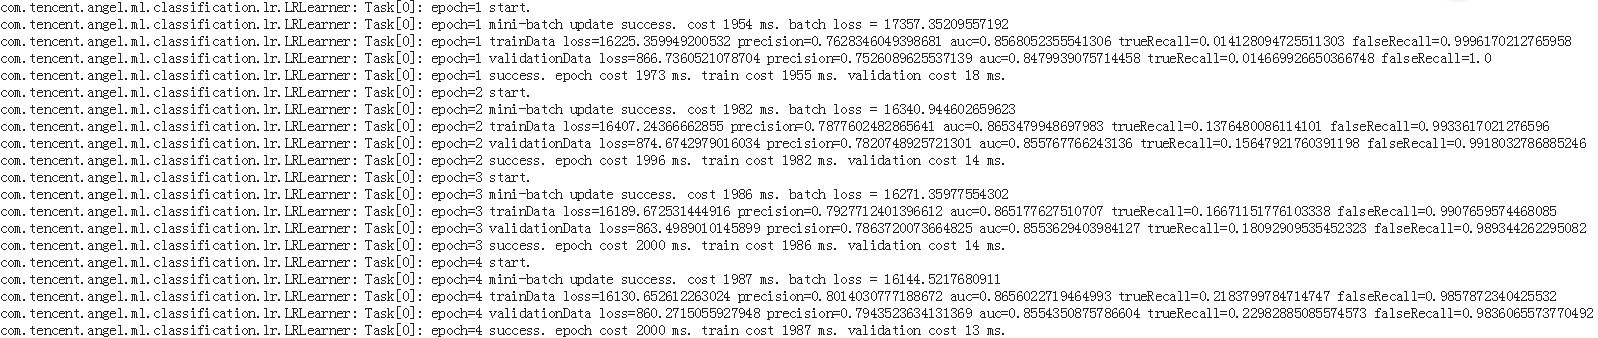 com.tencent.angel.ml.classification.lr.LRLearner: Task[0]: epoch=1 start.
com.tencent.angel.ml.classification.lr.LRLearner: Task[0]: epoch=1 mini-batch update success. cost 1954 ms. batch loss = 17357.35209557192
com.tencent.angel.ml.classification.lr.LRLearner: Task[0]: epoch=1 trainData loss=16225.359949200532 precision=0.7628346049398681 auc=0.8568052355541306 trueRecall=0.014128094725511303 falseRecall=0.9996170212765958
com.tencent.angel.ml.classification.lr.LRLearner: Task[0]: epoch=1 validationData loss=866.7360521078704 precision=0.7526089625537139 auc=0.8479939075714458 trueRecall=0.014669926650366748 falseRecall=1.0
com.tencent.angel.ml.classification.lr.LRLearner: Task[0]: epoch=1 success. epoch cost 1973 ms. train cost 1955 ms. validation cost 18 ms.
com.tencent.angel.ml.classification.lr.LRLearner: Task[0]: epoch=2 start.
com.tencent.angel.ml.classification.lr.LRLearner: Task[0]: epoch=2 mini-batch update success. cost 1982 ms. batch loss = 16340.944602659623
com.tencent.angel.ml.classification.lr.LRLearner: Task[0]: epoch=2 trainData loss=16407.24366662855 precision=0.7877602482865641 auc=0.8653479948697983 trueRecall=0.1376480086114101 falseRecall=0.9933617021276596
com.tencent.angel.ml.classification.lr.LRLearner: Task[0]: epoch=2 validationData loss=874.6742979016034 precision=0.7820748925721301 auc=0.855767766243136 trueRecall=0.15647921760391198 falseRecall=0.9918032786885246
com.tencent.angel.ml.classification.lr.LRLearner: Task[0]: epoch=2 success. epoch cost 1996 ms. train cost 1982 ms. validation cost 14 ms.
com.tencent.angel.ml.classification.lr.LRLearner: Task[0]: epoch=3 start.
com.tencent.angel.ml.classification.lr.LRLearner: Task[0]: epoch=3 mini-batch update success. cost 1986 ms. batch loss = 16271.35977554302
com.tencent.angel.ml.classification.lr.LRLearner: Task[0]: epoch=3 trainData loss=16189.672531444916 precision=0.7927712401396612 auc=0.865177627510707 trueRecall=0.16671151776103338 falseRecall=0.9907659574468085
com.tencent.angel.ml.classification.lr.LRLearner: Task[0]: epoch=3 validationData loss=863.4989010145899 precision=0.7863720073664825 auc=0.8553629403984127 trueRecall=0.18092909535452323 falseRecall=0.989344262295082
com.tencent.angel.ml.classification.lr.LRLearner: Task[0]: epoch=3 success. epoch cost 2000 ms. train cost 1986 ms. validation cost 14 ms.
com.tencent.angel.ml.classification.lr.LRLearner: Task[0]: epoch=4 start.
com.tencent.angel.ml.classification.lr.LRLearner: Task[0]: epoch=4 mini-batch update success. cost 1987 ms. batch loss = 16144.5217680911
com.tencent.angel.ml.classification.lr.LRLearner: Task[0]: epoch=4 trainData loss=16130.652612263024 precision=0.8014030777188672 auc=0.8656022719464993 trueRecall=0.2183799784714747 falseRecall=0.9857872340425532
com.tencent.angel.ml.classification.lr.LRLearner: Task[0]: epoch=4 validationData loss=860.2715055927948 precision=0.7943523634131369 auc=0.8554350875786604 trueRecall=0.22982885085574573 falseRecall=0.9836065573770492
com.tencent.angel.ml.classification.lr.LRLearner: Task[0]: epoch=4 success. epoch cost 2000 ms. train cost 1987 ms. validation cost 13 ms.